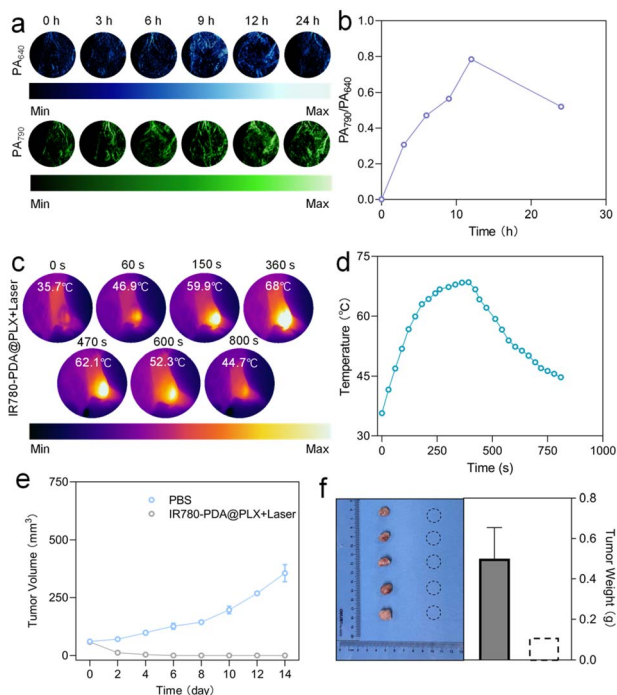 a
0 h 3 h 6 h 9 h 12 h 24 h
PA640
Min Max
PA790
Min Max
b
PA790/PA640
1.0
0.8
0.6
0.4
0.2
0.0
0 10 20 30
Time (h)
c
IR780-PDA@PLX+Laser
0 s 60 s 150 s 360 s
35.7℃ 46.9℃ 59.9℃ 68℃
470 s 600 s 800 s
62.1℃ 52.3℃ 44.7℃
Min Max
d
Temperature (℃)
75
60
45
30
0 250 500 750 1000
Time (s)
e
Tumor Volume (mm³)
750
500
250
0
PBS
IR780-PDA@PLX+Laser
0 2 4 6 8 10 12 14
Time (day)
f
0.8
0.6
0.4
0.2
0.0
Tumor Weight (g)